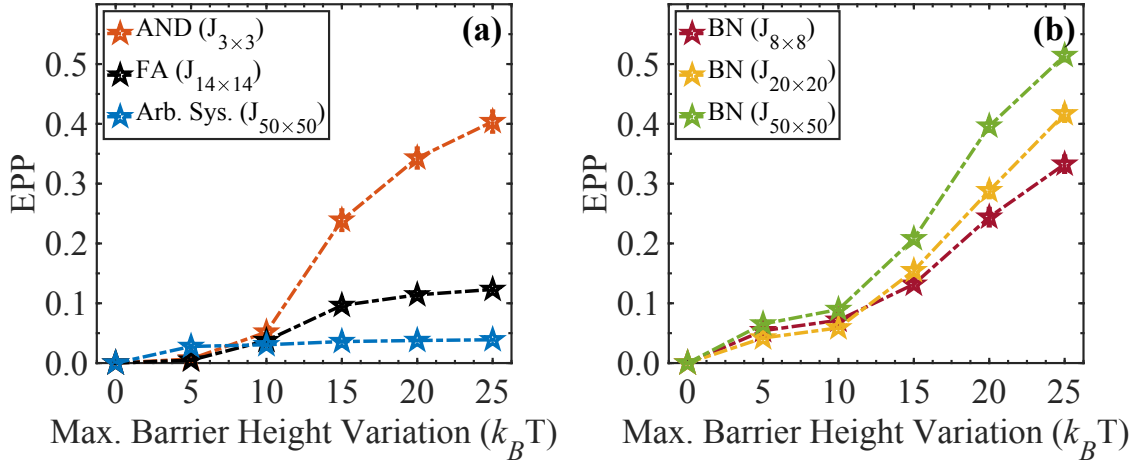 (a)
AND (J3×3)
FA (J14×14)
Arb. Sys. (J50×50)
EPP
0.5
0.4
0.3
0.2
0.1
0.0
0 5 10 15 20 25
Max. Barrier Height Variation (kBT)
(b)
BN (J8×8)
BN (J20×20)
BN (J50×50)
EPP
0.5
0.4
0.3
0.2
0.1
0.0
0 5 10 15 20 25
Max. Barrier Height Variation (kBT)